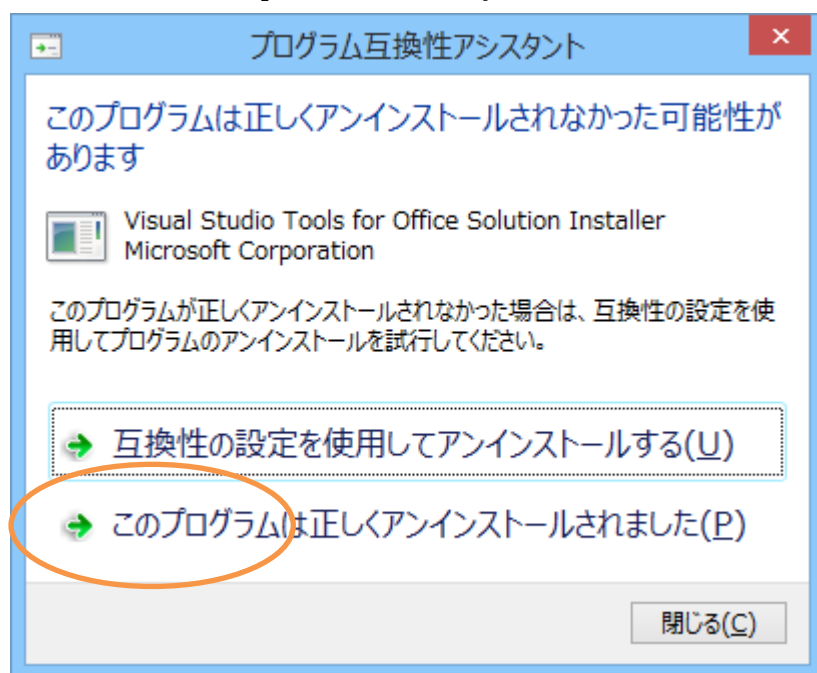 プログラム互換性アシスタント
このプログラムは正しくアンインストールされなかった可能性が
あります
Visual Studio Tools for Office Solution Installer
Microsoft Corporation
このプログラムが正しくアンインストールされなかった場合は、互換性の設定を使
用してプログラムのアンインストールを試行してください。
互換性の設定を使用してアンインストールする(U)
このプログラムは正しくアンインストールされました(P)
閉じる(C)